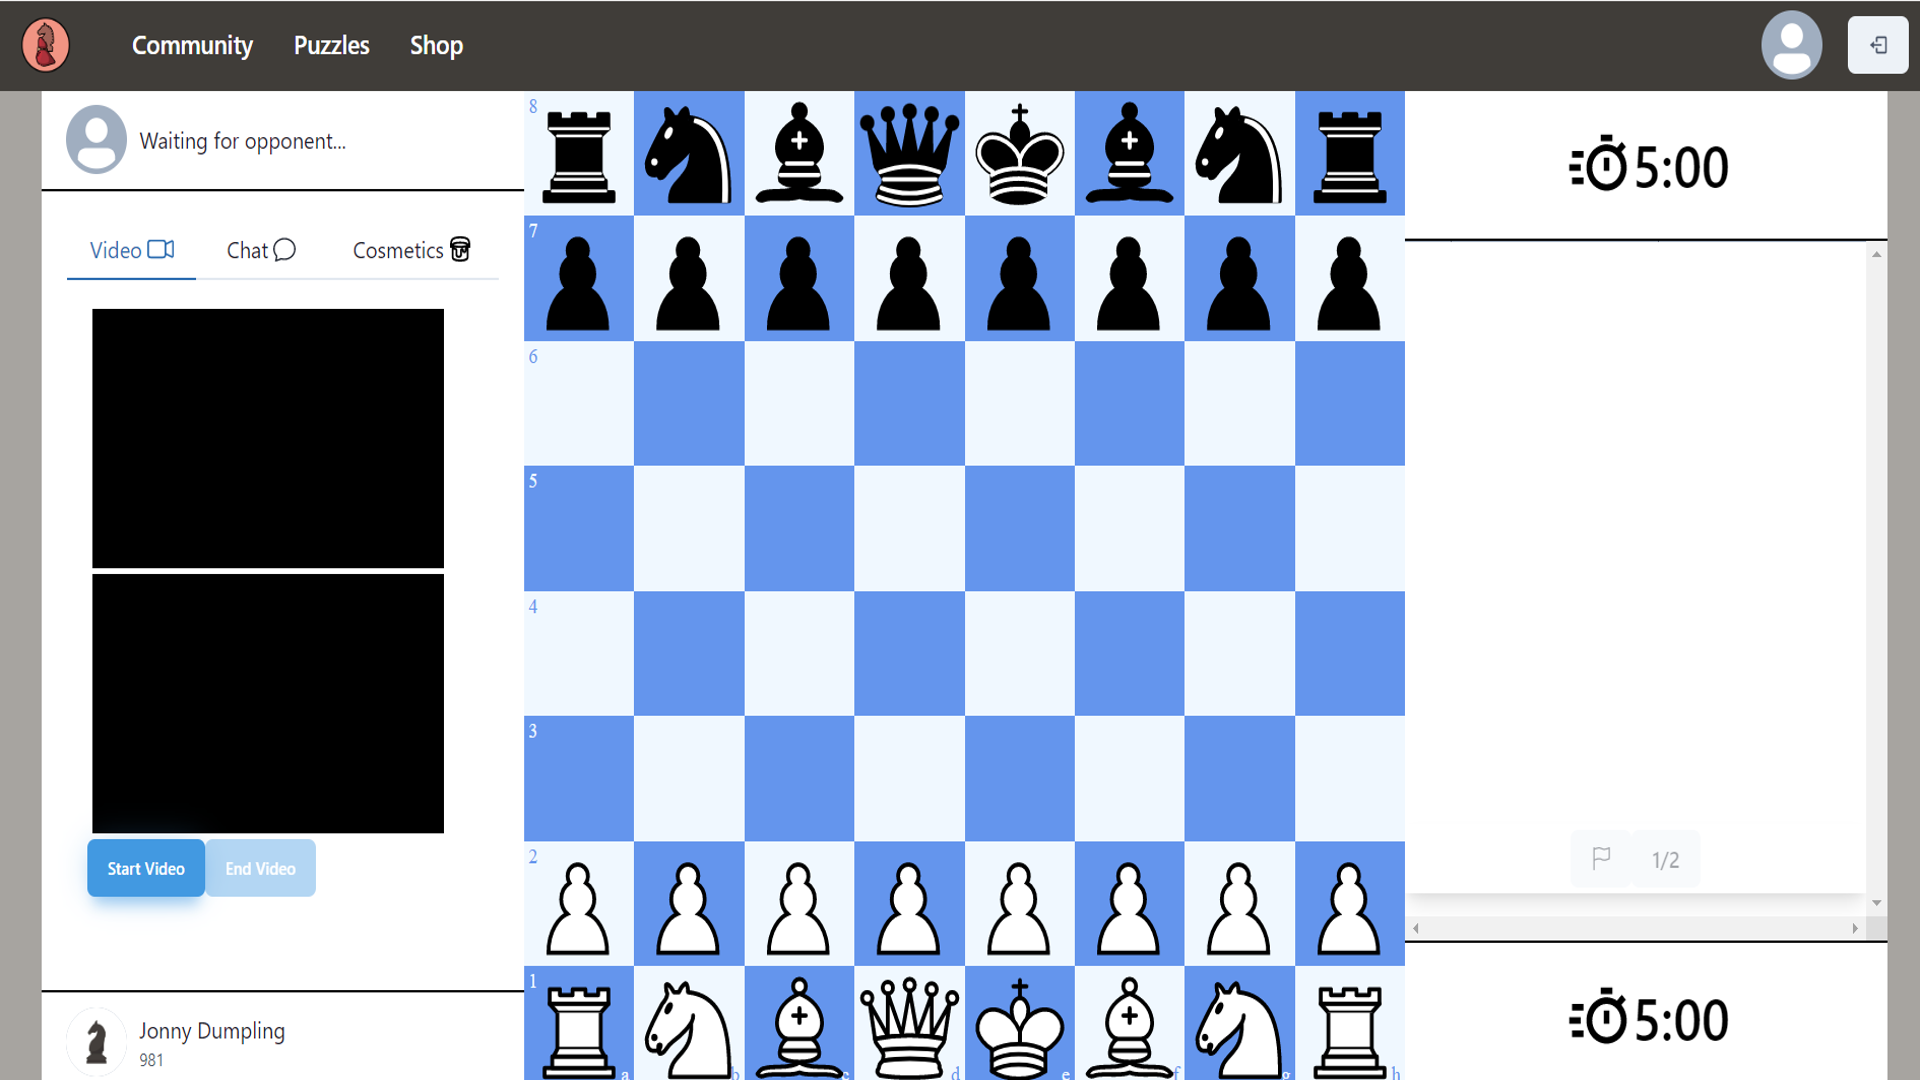 Community Puzzles Shop
Waiting for opponent...
Video Chat Cosmetics
Start Video End Video
Jonny Dumpling
981
8
7
6
5
4
3
2
1
a b c d e f g h
5:00
1/2
5:00